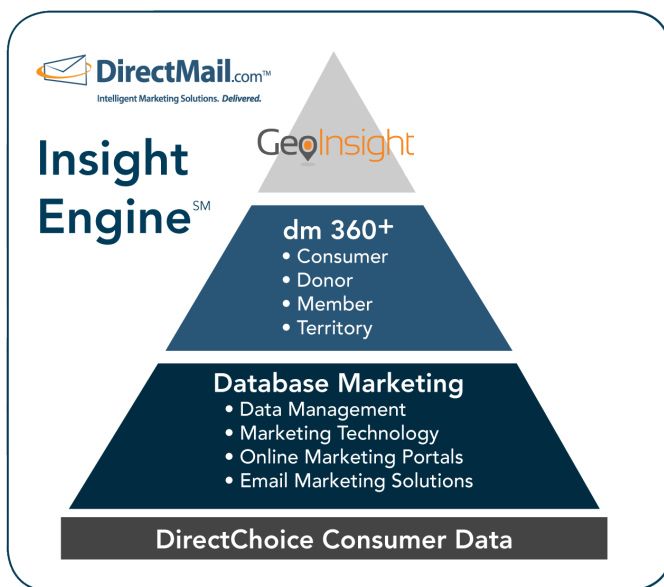 DirectMail.com™
Intelligent Marketing Solutions. Delivered.
Insight
Engine℠
GeoInsight
dm 360+
• Consumer
• Donor
• Member
• Territory
Database Marketing
• Data Management
• Marketing Technology
• Online Marketing Portals
• Email Marketing Solutions
DirectChoice Consumer Data